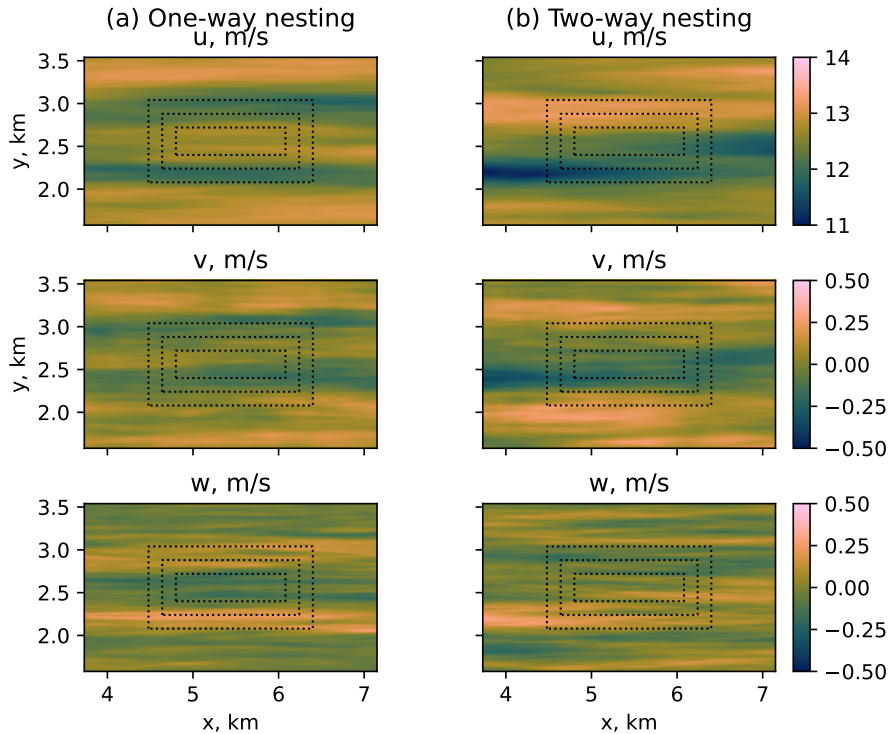 (a) One-way nesting
(b) Two-way nesting
u, m/s
u, m/s
3.5
3.0
2.5
2.0
y, km
14
13
12
11
v, m/s
v, m/s
3.5
3.0
2.5
2.0
y, km
0.50
0.25
0.00
−0.25
−0.50
w, m/s
w, m/s
3.5
3.0
2.5
2.0
0.50
0.25
0.00
−0.25
−0.50
4 5 6 7
4 5 6 7
x, km
x, km